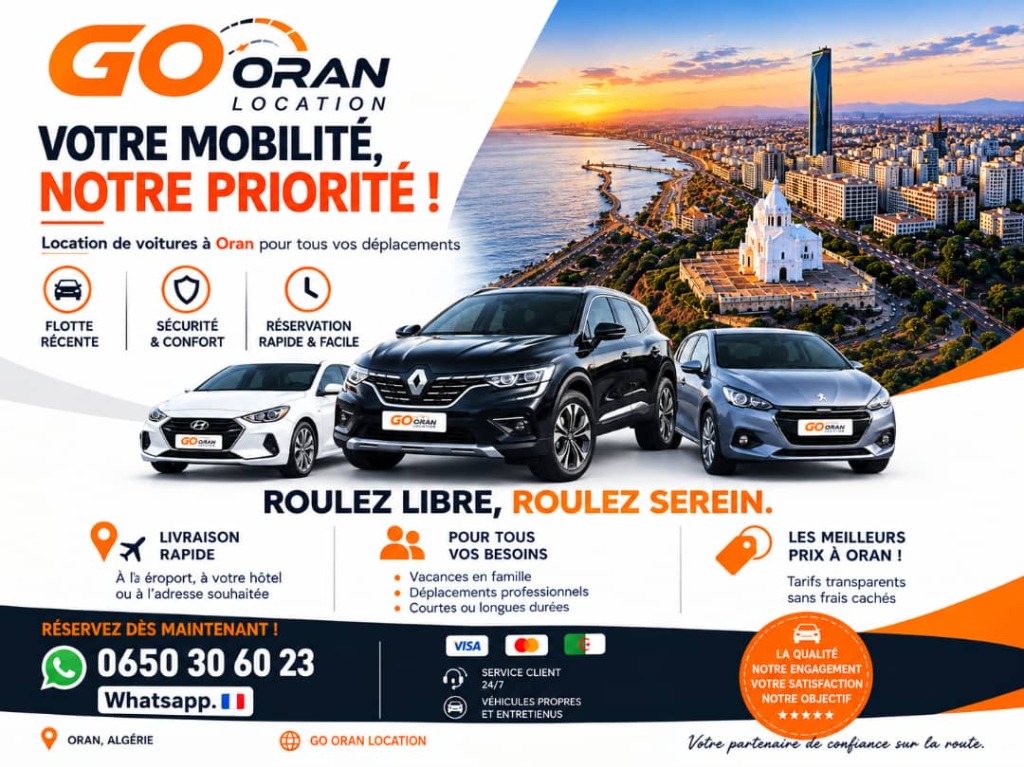 GO ORAN
LOCATION
VOTRE MOBILITÉ,
NOTRE PRIORITÉ !
Location de voitures à Oran pour tous vos déplacements
FLOTTE
RÉCENTE
SÉCURITÉ
& CONFORT
RÉSERVATION
RAPIDE & FACILE
GO ORAN
LOCATION
GO ORAN
LOCATION
GO ORAN
LOCATION
ROULEZ LIBRE, ROULEZ SEREIN.
LIVRAISON
RAPIDE
À l'a éroport, à votre hôtel
ou à l'adresse souhaitée
POUR TOUS
VOS BESOINS
• Vacances en famille
• Déplacements professionnels
• Courtes ou longues durées
LES MEILLEURS
PRIX À ORAN !
Tarifs transparents
sans frais cachés
RÉSERVEZ DÈS MAINTENANT !
0650 30 60 23
Whatsapp.
VISA
SERVICE CLIENT
24/7
VÉHICULES PROPRES
ET ENTRETENUS
LA QUALITÉ
NOTRE ENGAGEMENT
VOTRE SATISFACTION
NOTRE OBJECTIF
ORAN, ALGÉRIE
GO ORAN LOCATION
Votre partenaire de confiance sur la route.